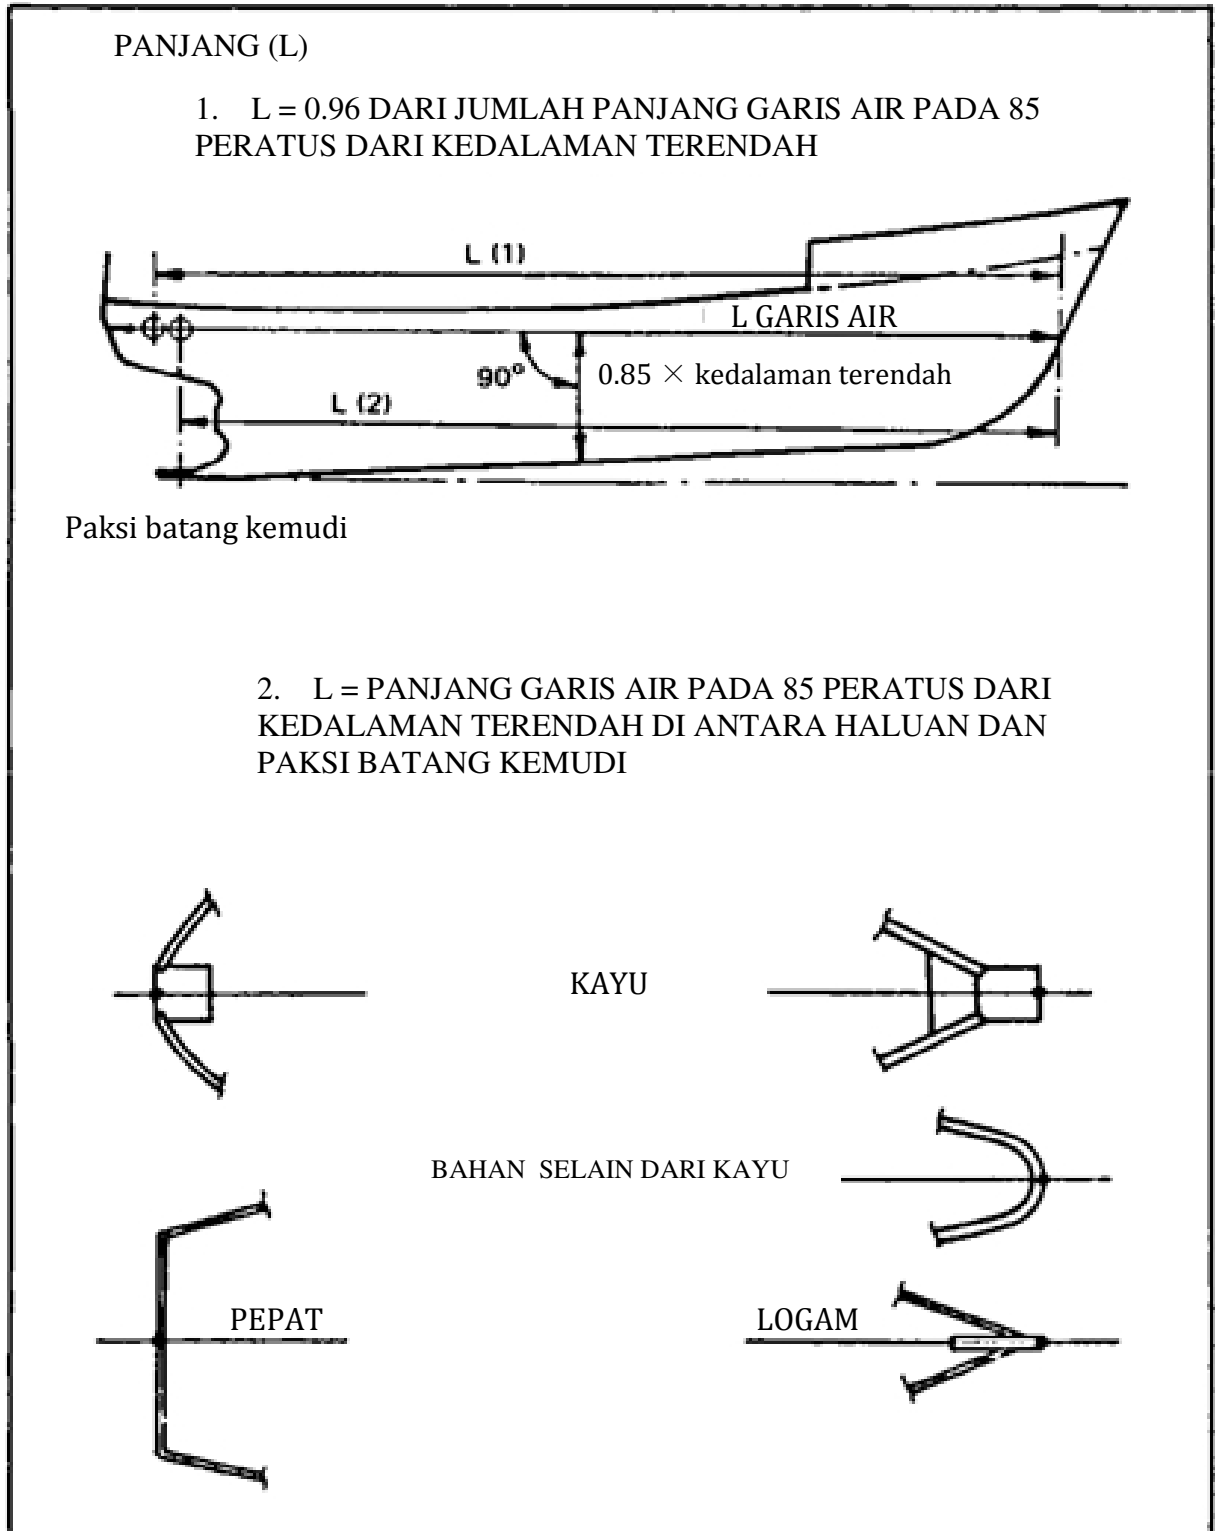 PANJANG (L)
1. L = 0.96 DARI JUMLAH PANJANG GARIS AIR PADA 85
PERATUS DARI KEDALAMAN TERENDAH
L (1)
L GARIS AIR
90°
0.85 × kedalaman terendah
L (2)
Paksi batang kemudi
2. L = PANJANG GARIS AIR PADA 85 PERATUS DARI
KEDALAMAN TERENDAH DI ANTARA HALUAN DAN
PAKSI BATANG KEMUDI
KAYU
BAHAN SELAIN DARI KAYU
PEPAT
LOGAM